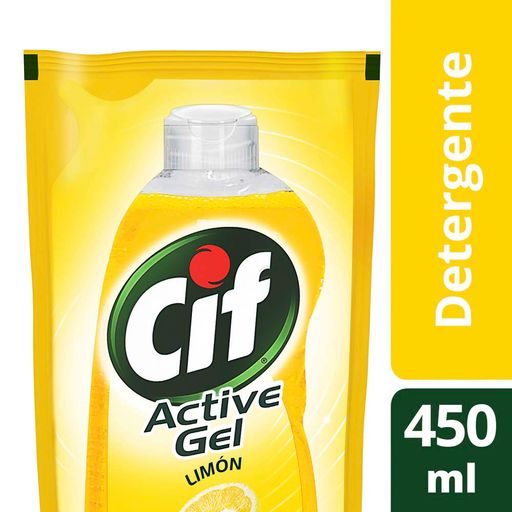 Cif
®
Active
Gel
LIMÓN
Detergente
450
ml